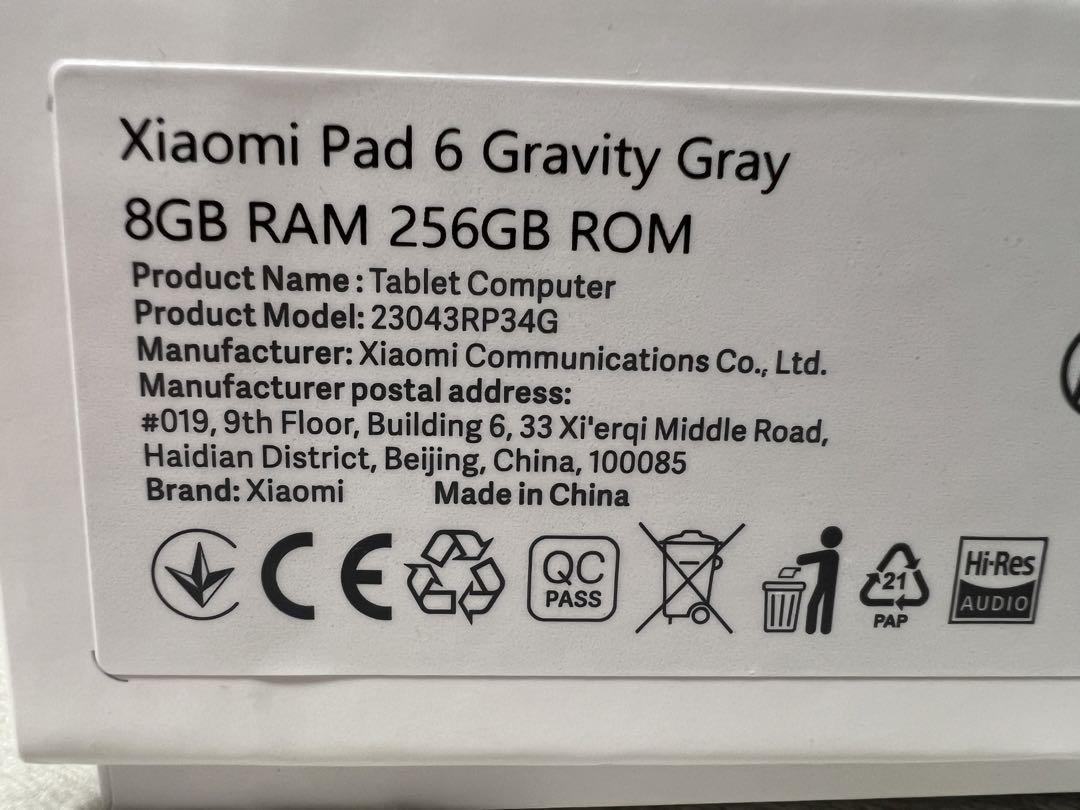 Xiaomi Pad 6 Gravity Gray
8GB RAM 256GB ROM
Product Name : Tablet Computer
Product Model: 23043RP34G
Manufacturer: Xiaomi Communications Co., Ltd.
Manufacturer postal address:
#019, 9th Floor, Building 6, 33 Xi'erqi Middle Road,
Haidian District, Beijing, China, 100085
Brand: Xiaomi Made in China
CE
QC
PASS
21
PAP
Hi-Res
AUDIO